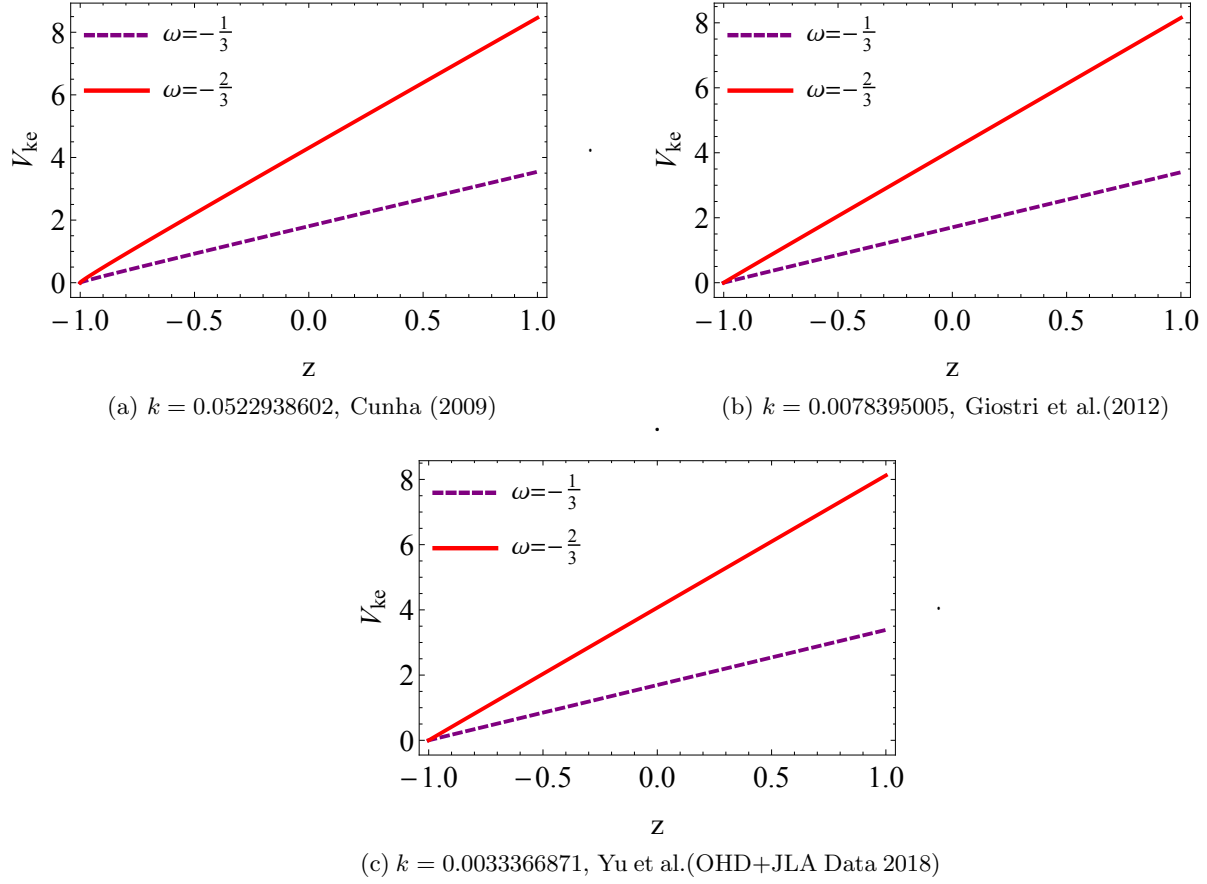 8
6
4
2
0
V_ke
ω=−1/3
ω=−2/3
−1.0 −0.5 0.0 0.5 1.0
z
(a) k = 0.0522938602, Cunha (2009)
8
6
4
2
0
V_ke
ω=−1/3
ω=−2/3
−1.0 −0.5 0.0 0.5 1.0
z
(b) k = 0.0078395005, Giostri et al.(2012)
8
6
4
2
0
V_ke
ω=−1/3
ω=−2/3
−1.0 −0.5 0.0 0.5 1.0
z
(c) k = 0.0033366871, Yu et al.(OHD+JLA Data 2018)